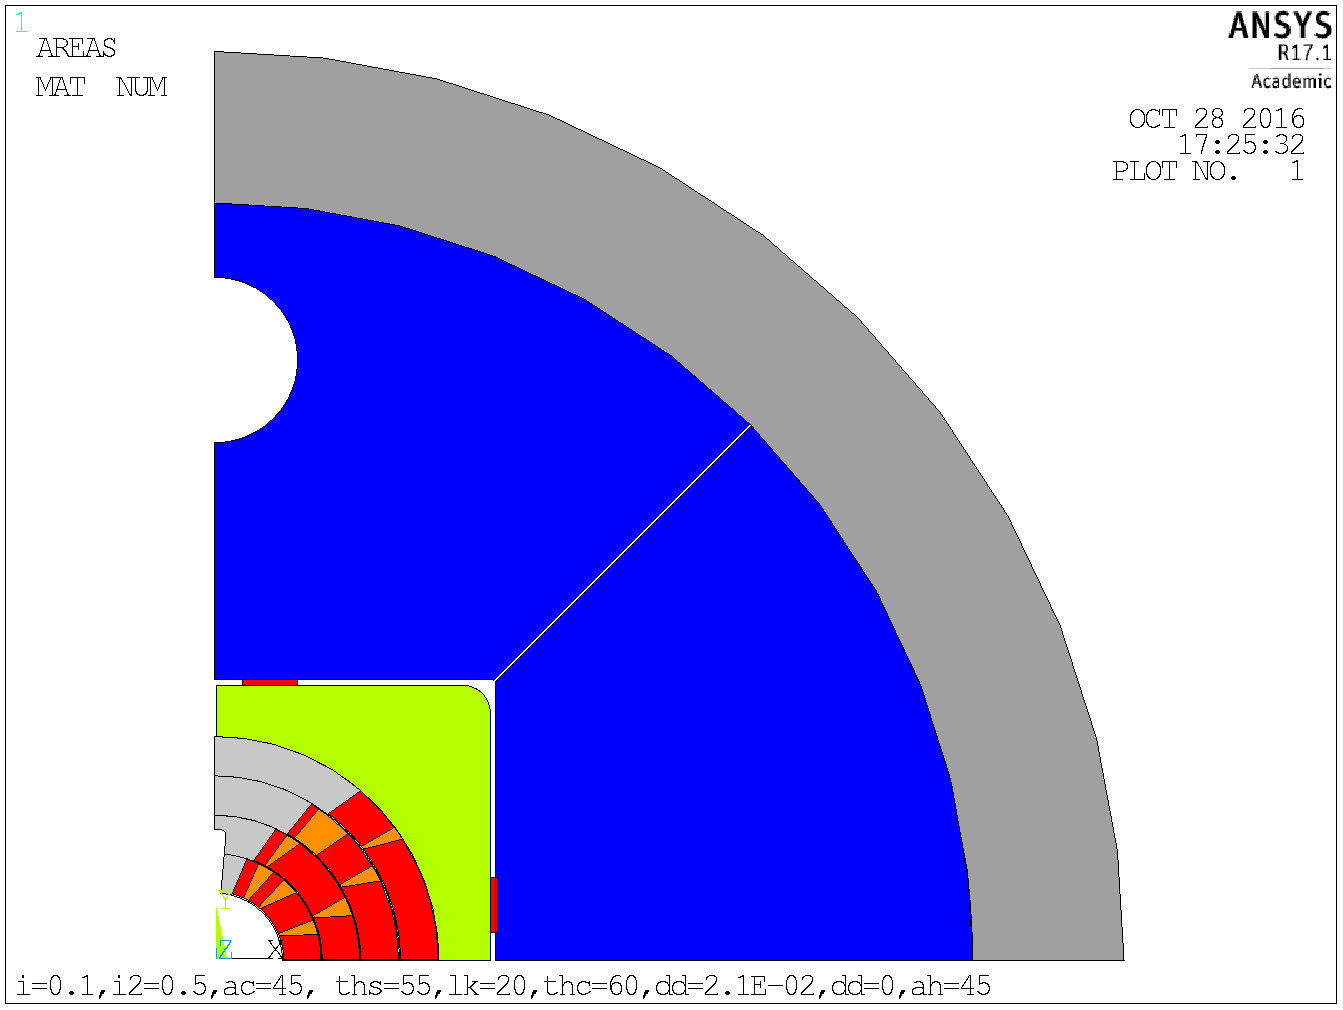 1
AREAS
MAT NUM
ANSYS
R17.1
Academic
OCT 28 2016
17:25:32
PLOT NO. 1
Y
Z X
i=0.1,i2=0.5,ac=45, ths=55,lk=20,thc=60,dd=2.1E-02,dd=0,ah=45